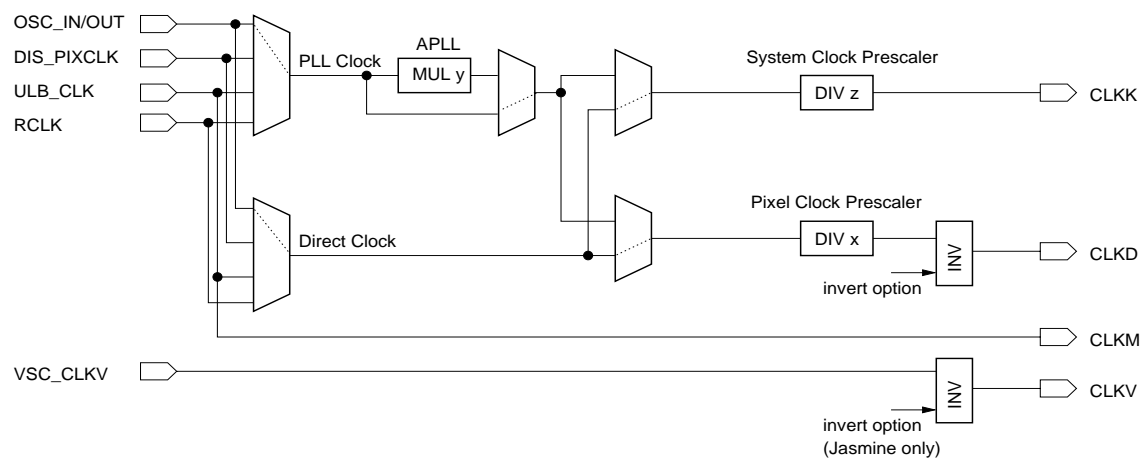 OSC_IN/OUT
DIS_PIXCLK
ULB_CLK
RCLK
PLL Clock
APLL
MUL y
System Clock Prescaler
DIV z
CLKK
Direct Clock
Pixel Clock Prescaler
DIV x
INV
CLKD
invert option
CLKM
VSC_CLKV
INV
CLKV
invert option
(Jasmine only)